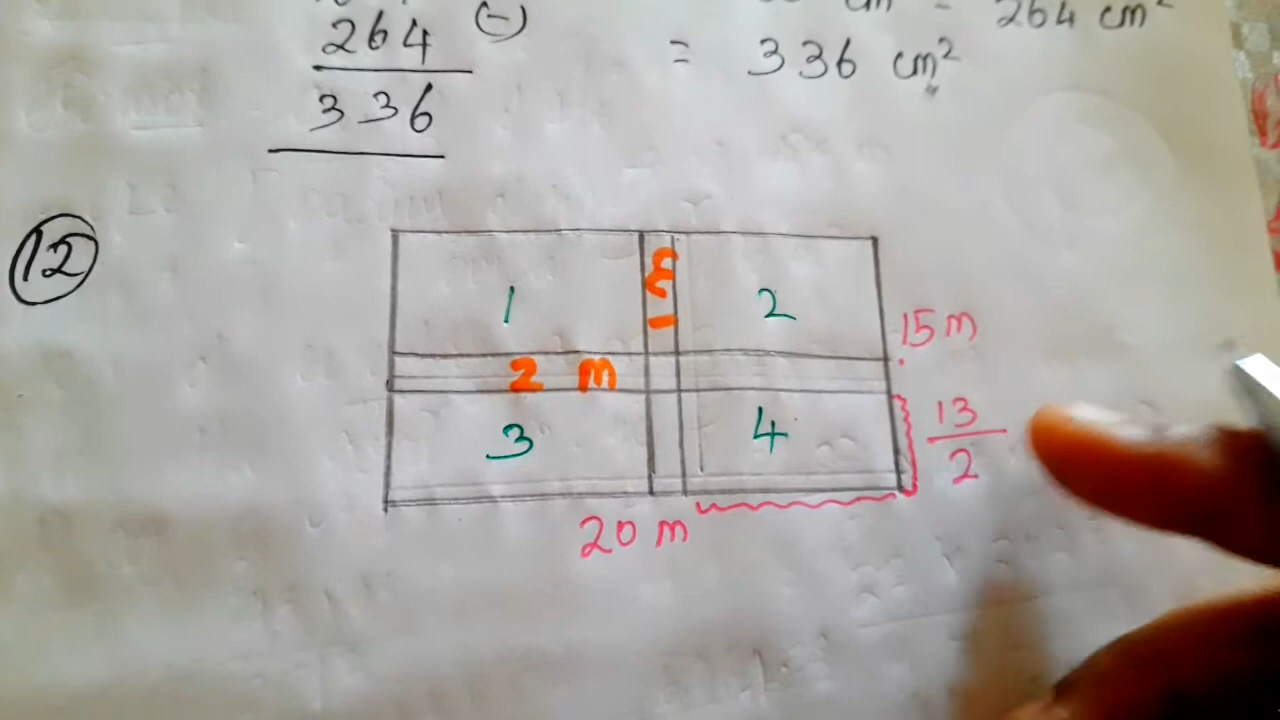 264 (-)
336
264 cm²
= 336 cm²
12
1
1 m
2
15 m
2 m
3
4
13
2
20 m